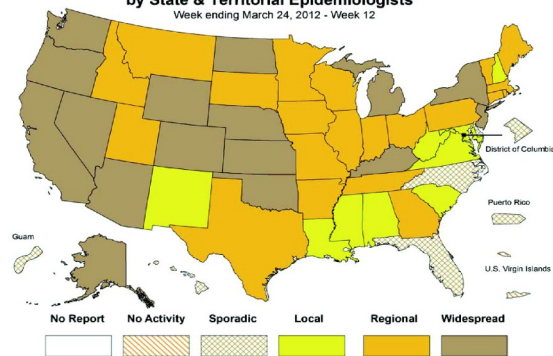 by State & Territorial Epidemiologists
Week ending March 24, 2012 - Week 12
District of Columbia
Puerto Rico
Guam
U.S. Virgin Islands
Hawaii
No Report No Activity Sporadic Local Regional Widespread